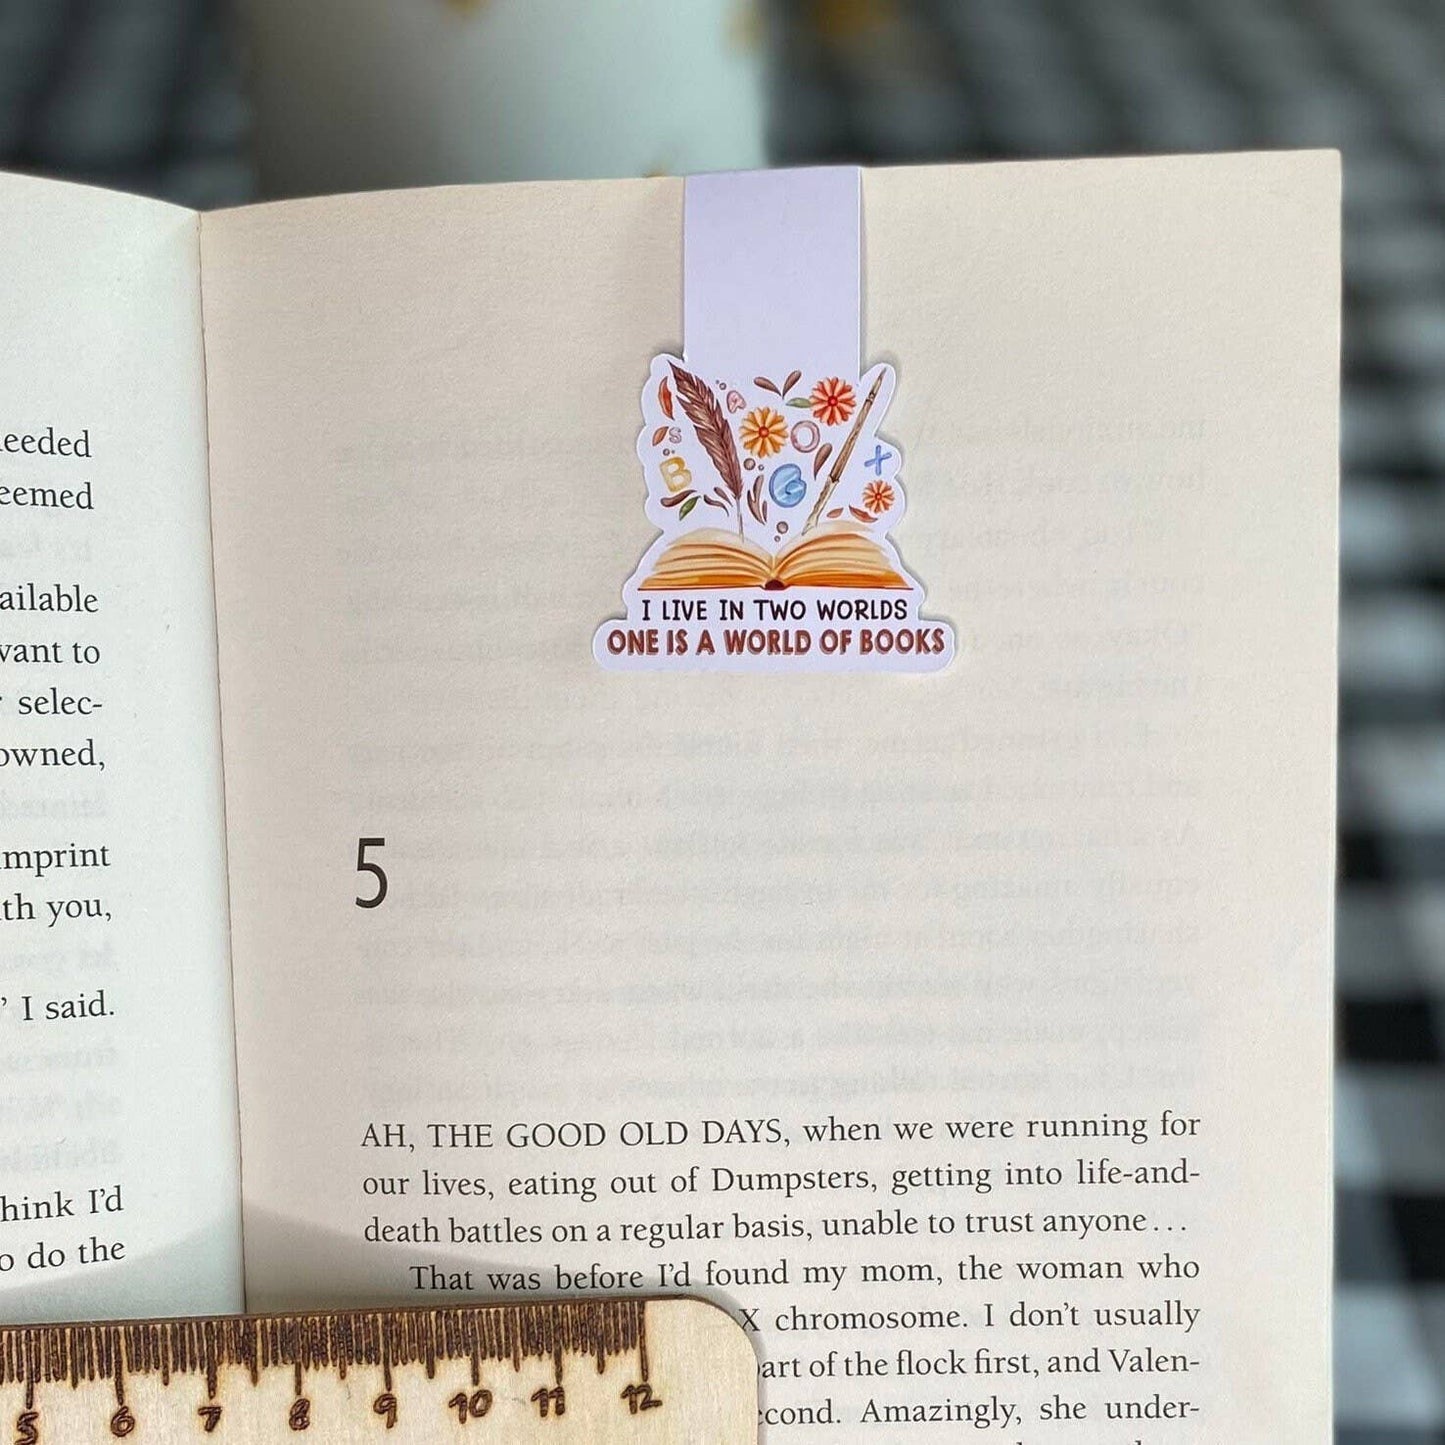 eeded
eemed
ailable
want to
selec-
owned,
imprint
th you,
" I said.
hink I'd
o do the
S A
B O
C X
I LIVE IN TWO WORLDS
ONE IS A WORLD OF BOOKS
5
AH, THE GOOD OLD DAYS, when we were running for
our lives, eating out of Dumpsters, getting into life-and-
death battles on a regular basis, unable to trust anyone...
That was before I'd found my mom, the woman who
X chromosome. I don't usually
part of the flock first, and Valen-
econd. Amazingly, she under-
5 6 7 8 9 10 11 12